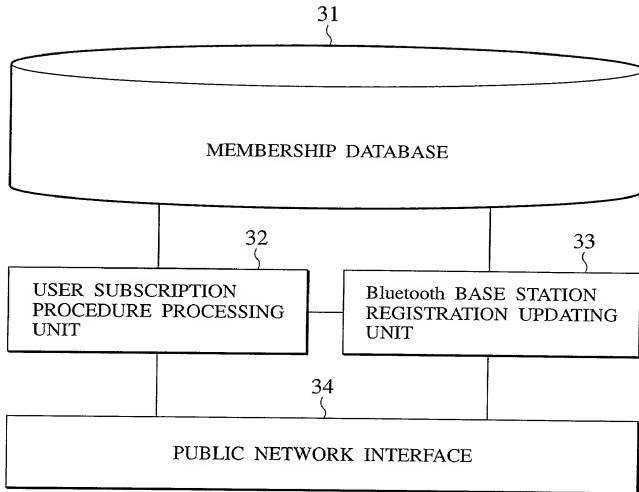 31
MEMBERSHIP DATABASE
32
33
USER SUBSCRIPTION
PROCEDURE PROCESSING
UNIT
Bluetooth BASE STATION
REGISTRATION UPDATING
UNIT
34
PUBLIC NETWORK INTERFACE